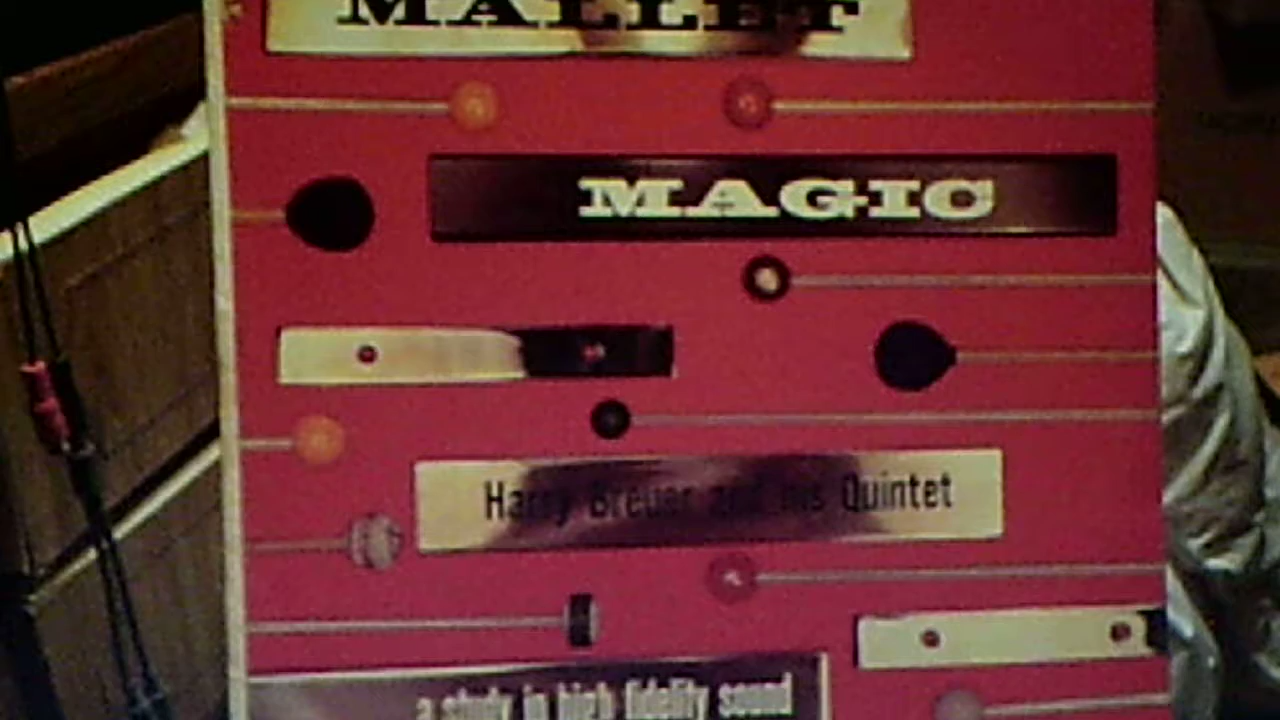 MALLET
MAGIC
Harry Breuer and his Quintet
a study in high fidelity sound